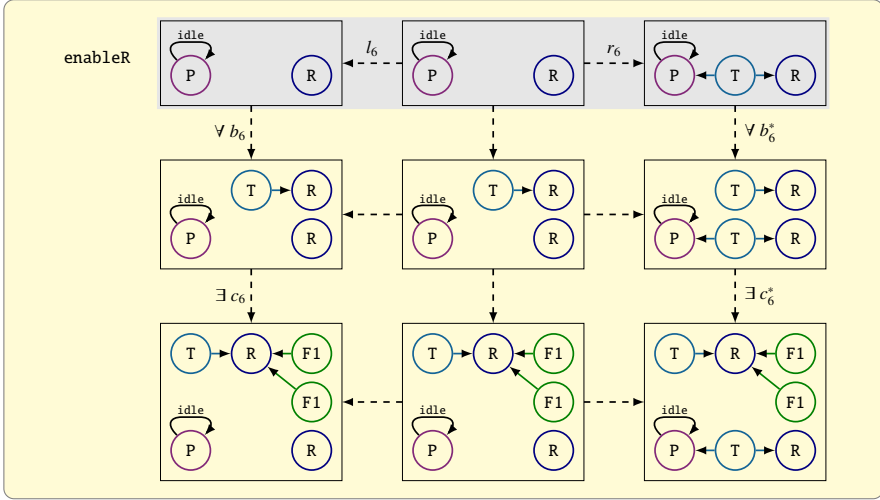 enableR
idle idle idle
l₆ r₆
P R P R P T R
∀ b₆ ∀ b₆*
T R T R T R
idle idle idle
P R P R P T R
∃ c₆ ∃ c₆*
T R F1 T R F1 T R F1
F1 F1 F1
idle idle idle
P R P R P T R